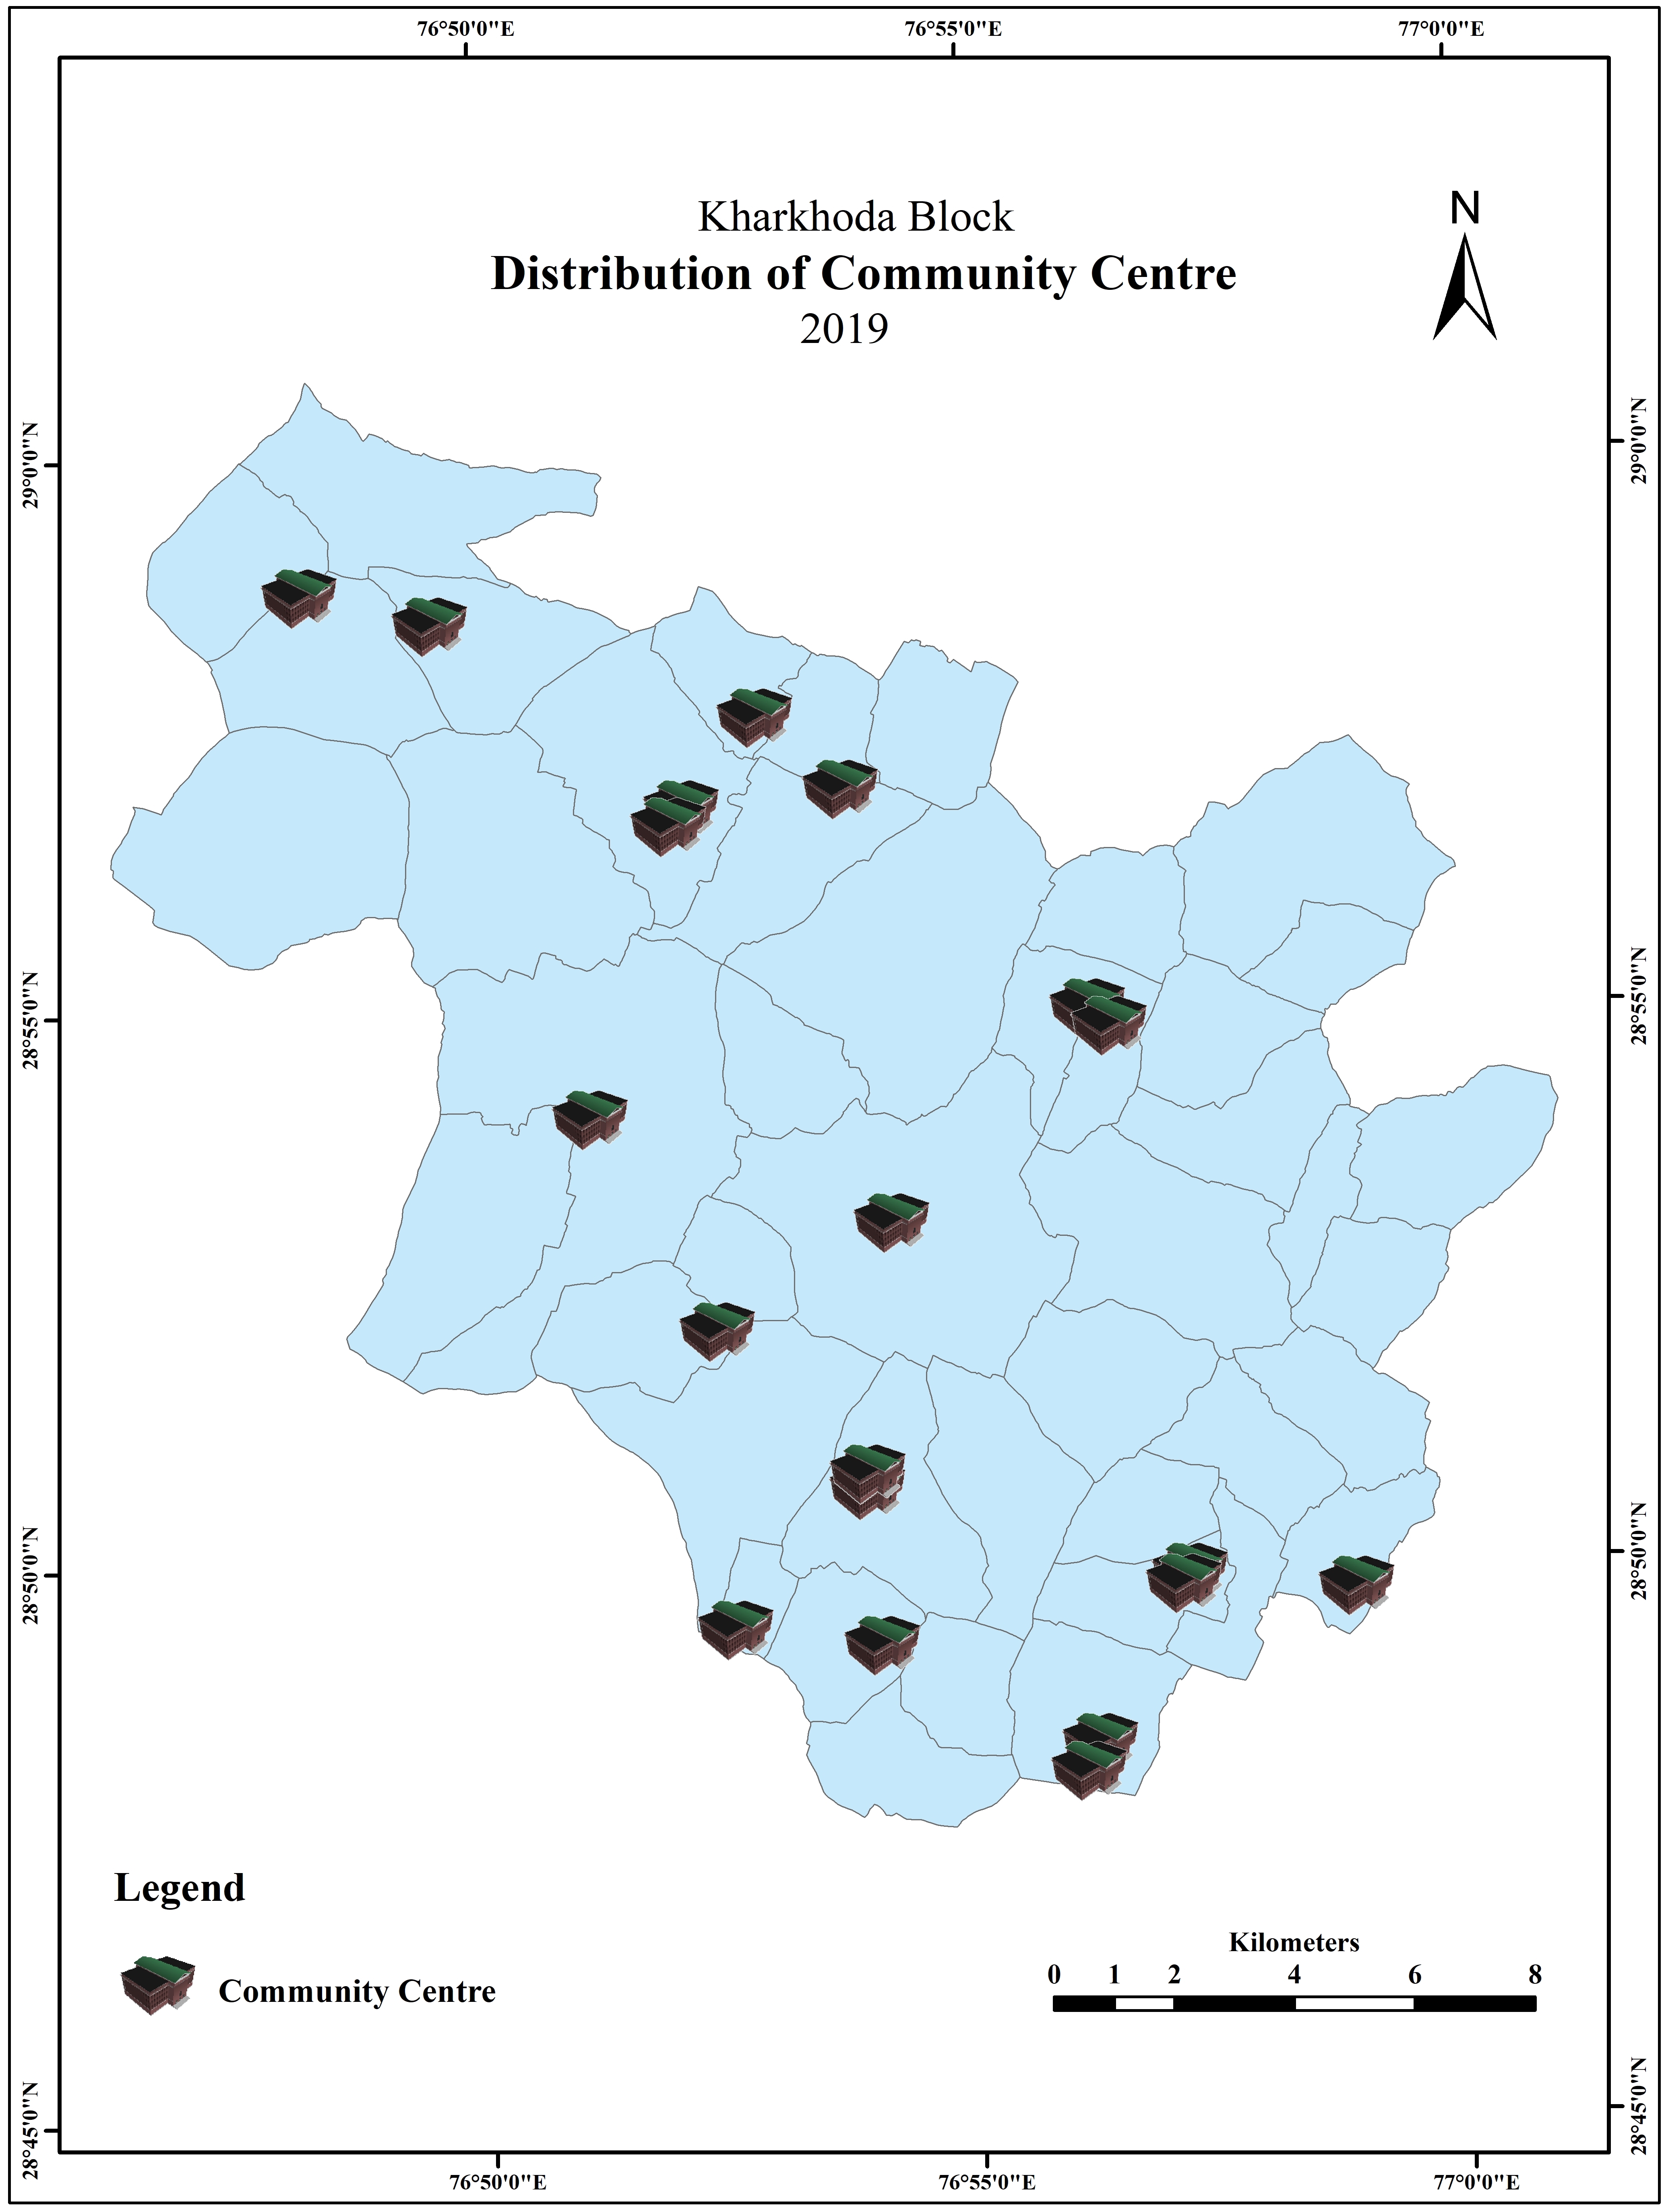 76°50'0"E 76°55'0"E 77°0'0"E
Kharkhoda Block
Distribution of Community Centre
2019
N
29°0'0"N 29°0'0"N
28°55'0"N 28°55'0"N
28°50'0"N 28°50'0"N
Legend
Community Centre
Kilometers
0 1 2 4 6 8
28°45'0"N 28°45'0"N
76°50'0"E 76°55'0"E 77°0'0"E